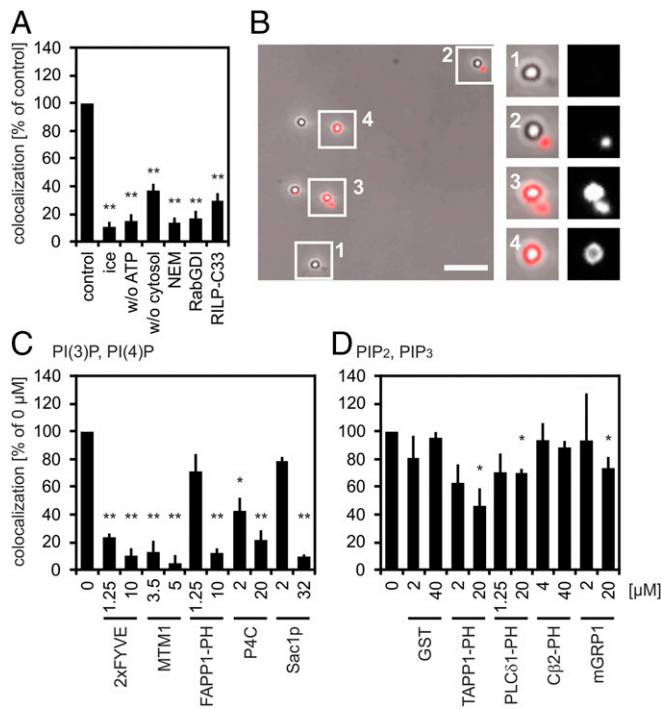 A
colocalization [% of control]
140
120
100
80
60
40
20
0
** ** ** ** ** **
control
ice
w/o ATP
w/o cytosol
NEM
RabGDI
RILP-C33
B
2
4
3
1
1
2
3
4
C PI(3)P, PI(4)P
colocalization [% of 0 µM]
140
120
100
80
60
40
20
0
** ** ** ** ** * ** **
0 1.25 10 3.5 5 1.25 10 2 20 2 32
2xFYVE
MTM1
FAPP1-PH
P4C
Sac1p
D PIP2, PIP3
140
120
100
80
60
40
20
0
* * *
0 2 40 2 20 1.25 20 4 40 2 20 [µM]
GST
TAPP1-PH
PLCδ1-PH
Cβ2-PH
mGRP1